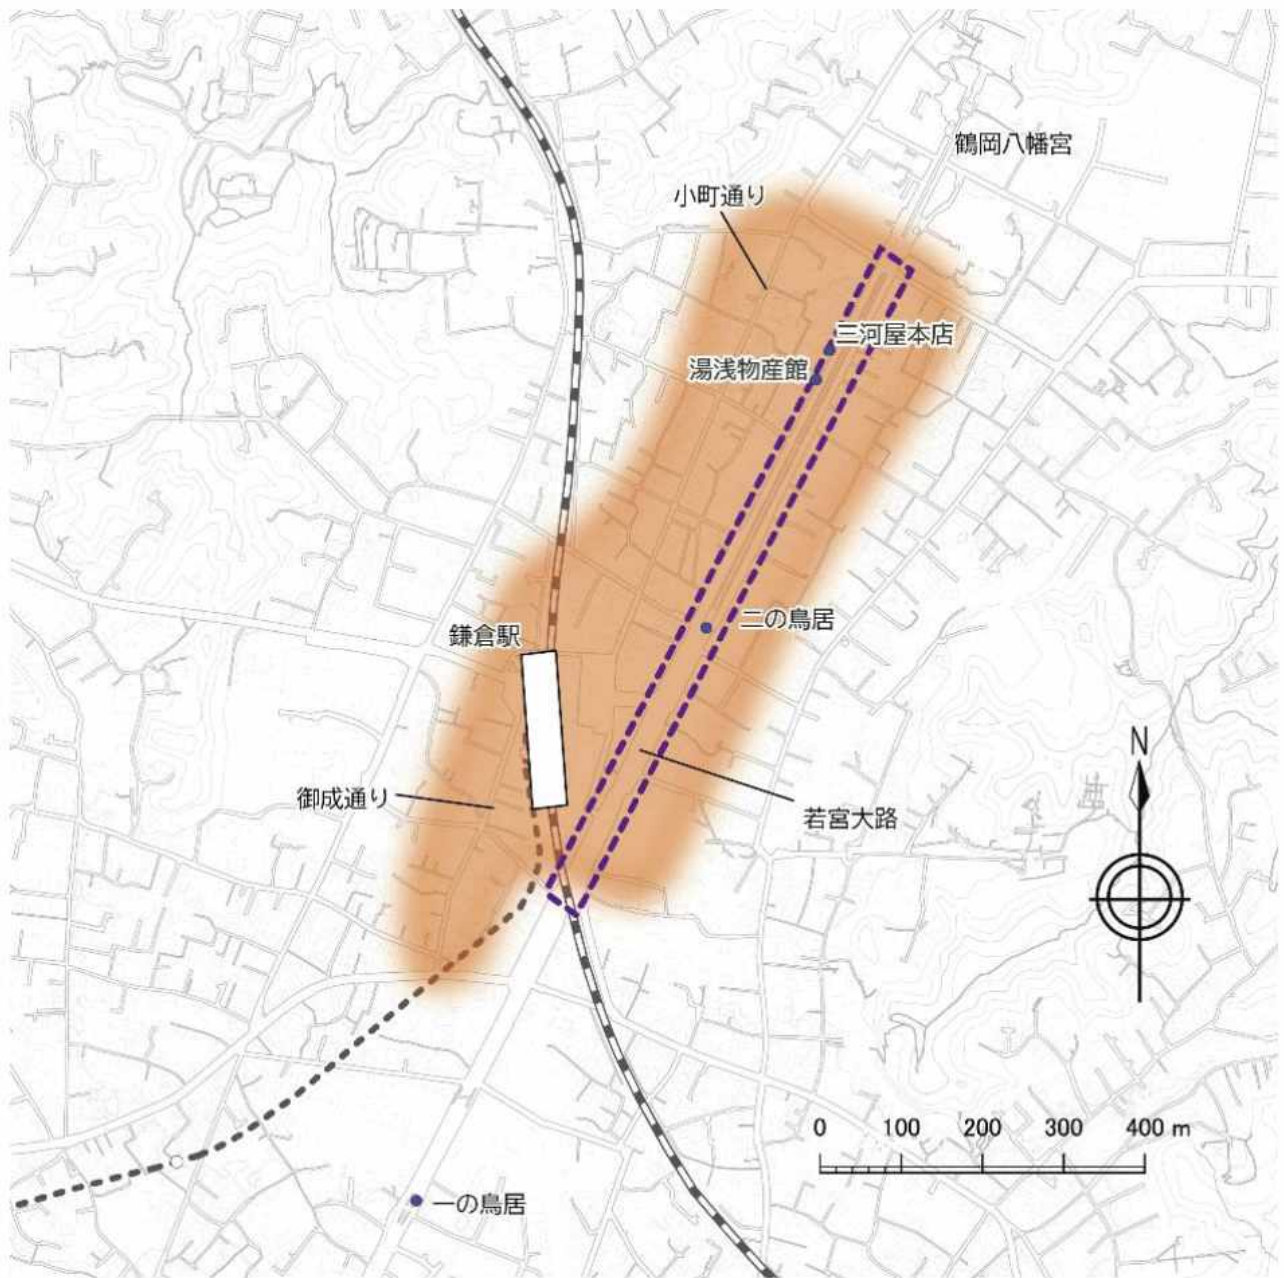 鶴岡八幡宮
小町通り
三河屋本店
湯浅物産館
二の鳥居
鎌倉駅
N
御成通り
若宮大路
0 100 200 300 400 m
一の鳥居